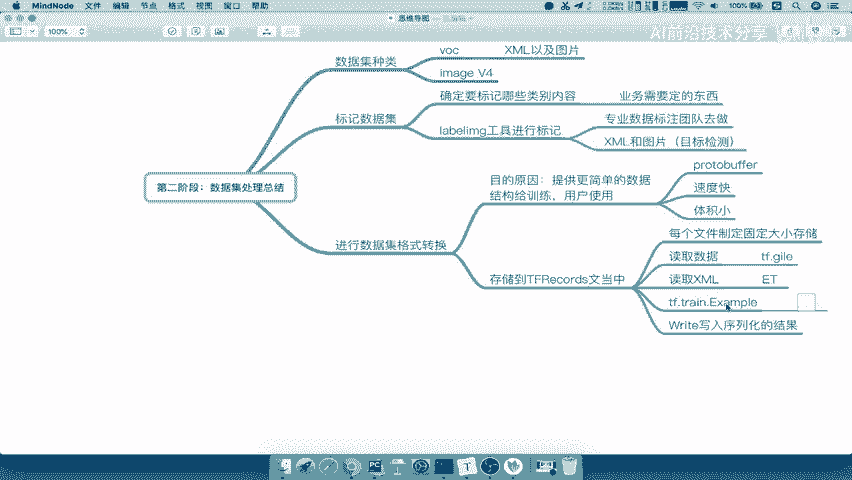 MindNode 文件 编辑 节点 格式 视图 窗口 帮助
100%
思维导图
100%
AI前沿技术分享
数据集种类
voc XML以及图片
image V4
标记数据集
确定要标记哪些类别内容 业务需要定的东西
labelimg工具进行标记
专业数据标注团队去做
XML和图片（目标检测）
第二阶段：数据集处理总结
进行数据集格式转换
目的原因：提供更简单的数据
结构给训练，用户使用
protobuffer
速度快
体积小
存储到TFRecords文当中
每个文件制定固定大小存储
读取数据 tf.gile
读取XML ET
tf.train.Example
Write写入序列化的结果